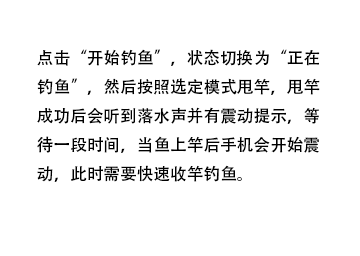 点击“开始钓鱼”，状态切换为“正在
钓鱼”，然后按照选定模式甩竿，甩竿
成功后会听到落水声并有震动提示，等
待一段时间，当鱼上竿后手机会开始震
动，此时需要快速收竿钓鱼。